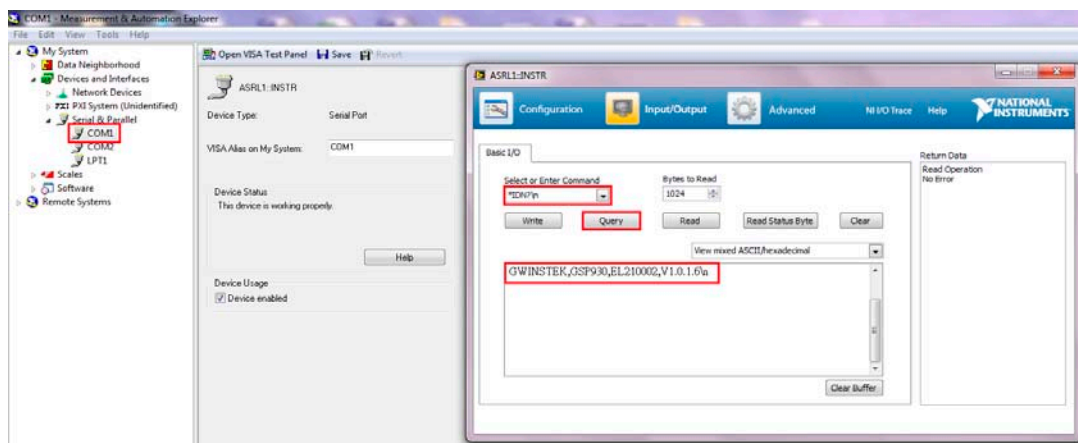 COM1 - Measurement & Automation Explorer
File Edit View Tools Help
My System
Data Neighborhood
Devices and Interfaces
Network Devices
PXI PXI System (Unidentified)
Serial & Parallel
COM1
COM2
LPT1
Scales
Software
Remote Systems
Open VISA Test Panel Save Revert
ASRL1::INSTR
Device Type: Serial Port
VISA Alias on My System: COM1
Device Status
This device is working properly.
Help
Device Usage
Device enabled
ASRL1::INSTR
Configuration Input/Output Advanced NI I/O Trace Help NATIONAL INSTRUMENTS
Basic I/O
Select or Enter Command Bytes to Read
*IDN?\n 1024
Write Query Read Read Status Byte Clear
View mixed ASCII/hexadecimal
GWINSTEK,GSP930,EL210002,V1.0.1.6\n
Clear Buffer
Return Data
Read Operation
No Error